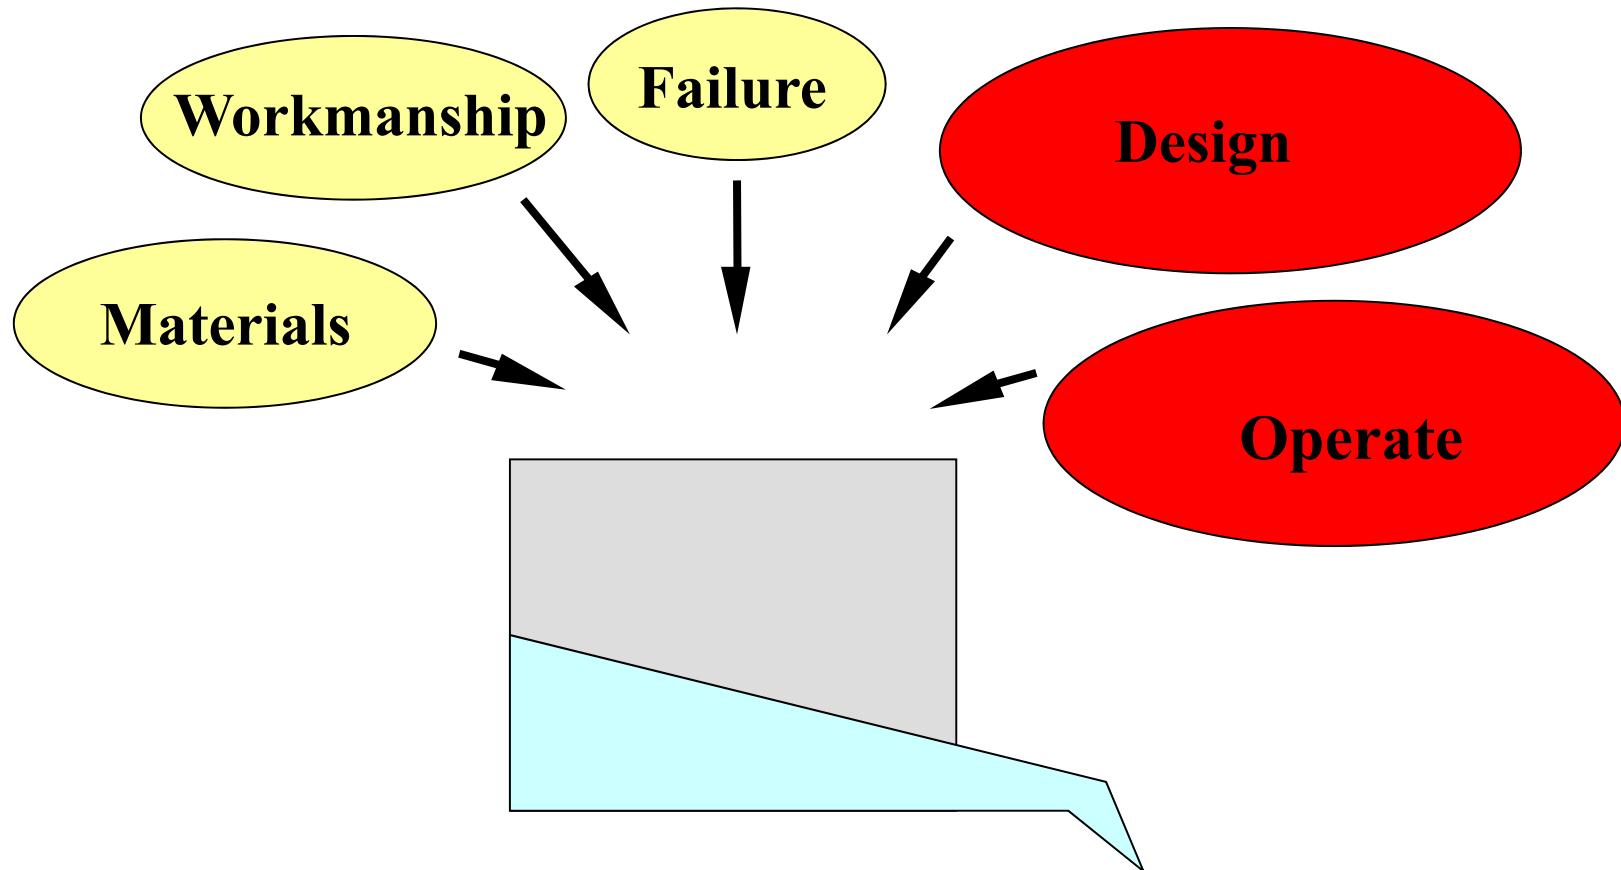 Workmanship
Failure
Design
Materials
Operate